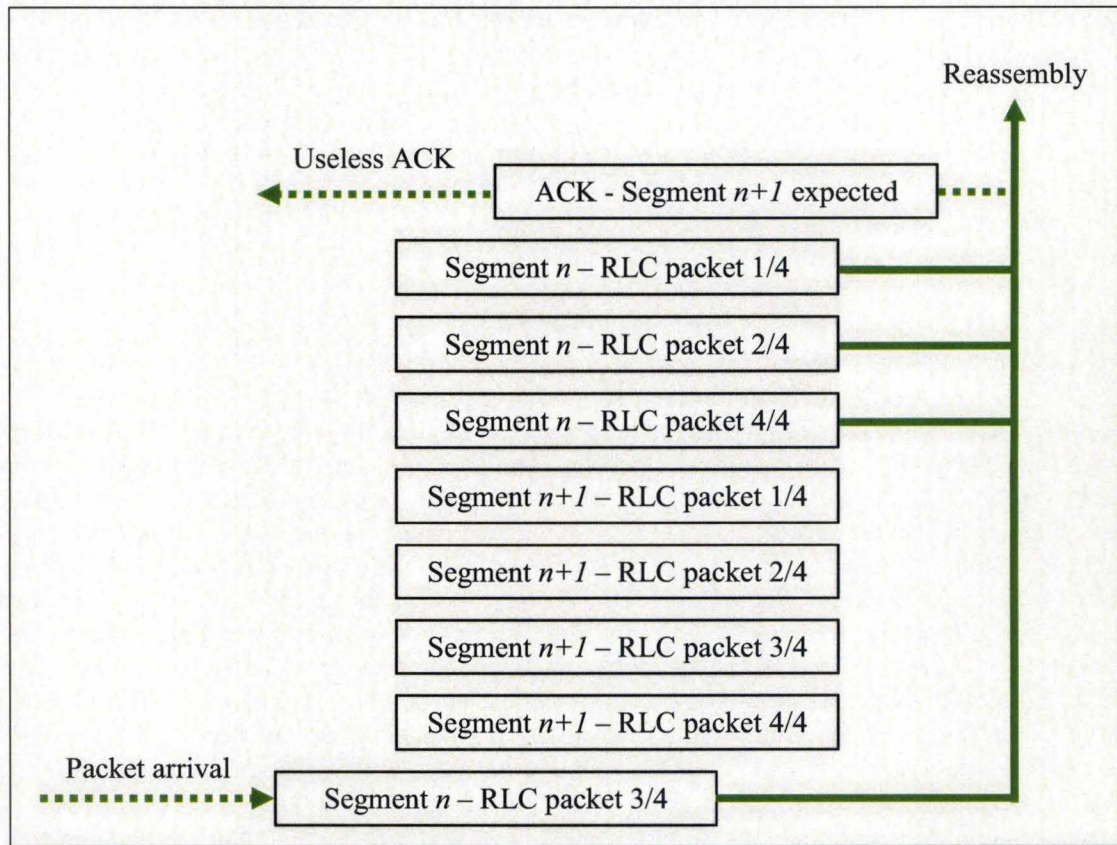 Reassembly
Useless ACK
ACK - Segment n+1 expected
Segment n – RLC packet 1/4
Segment n – RLC packet 2/4
Segment n – RLC packet 4/4
Segment n+1 – RLC packet 1/4
Segment n+1 – RLC packet 2/4
Segment n+1 – RLC packet 3/4
Segment n+1 – RLC packet 4/4
Packet arrival
Segment n – RLC packet 3/4